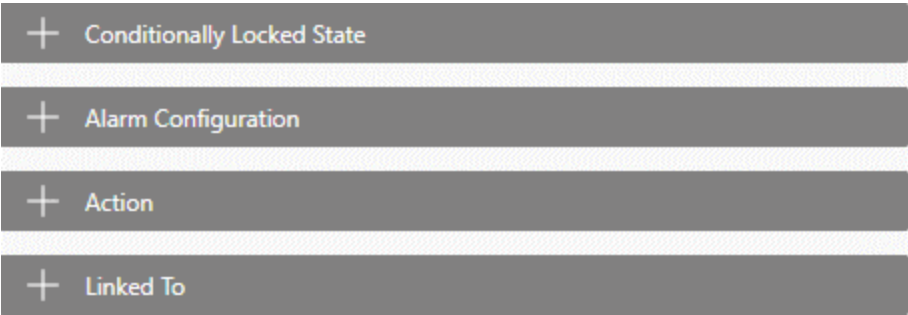 Conditionally Locked State
Alarm Configuration
Action
Linked To